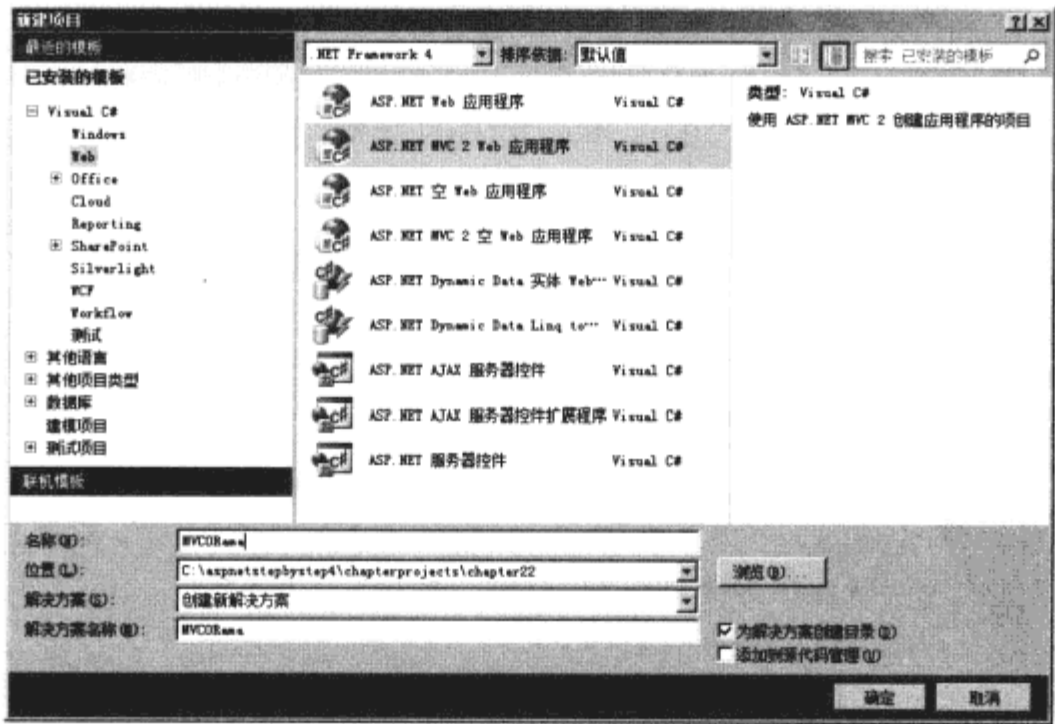 新建项目
最近的模板
.NET Framework 4 排序依据: 默认值 搜索 已安装的模板
已安装的模板
Visual C#
Windows
Web
Office
Cloud
Reporting
SharePoint
Silverlight
WCF
Workflow
测试
其他语言
其他项目类型
数据库
建模项目
测试项目
联机模板
ASP.NET Web 应用程序 Visual C#
ASP.NET MVC 2 Web 应用程序 Visual C#
ASP.NET 空 Web 应用程序 Visual C#
ASP.NET MVC 2 空 Web 应用程序 Visual C#
ASP.NET Dynamic Data 实体 Web… Visual C#
ASP.NET Dynamic Data Linq to… Visual C#
ASP.NET AJAX 服务器控件 Visual C#
ASP.NET AJAX 服务器控件扩展程序 Visual C#
ASP.NET 服务器控件 Visual C#
类型: Visual C#
使用 ASP.NET MVC 2 创建应用程序的项目
名称(N): MVCORama
位置(L): C:\aspnetstepbystep4\chapterprojects\chapter22 浏览(B)...
解决方案(S): 创建新解决方案
解决方案名称(M): MVCORama 为解决方案创建目录(D)
添加到源代码管理(U)
确定 取消